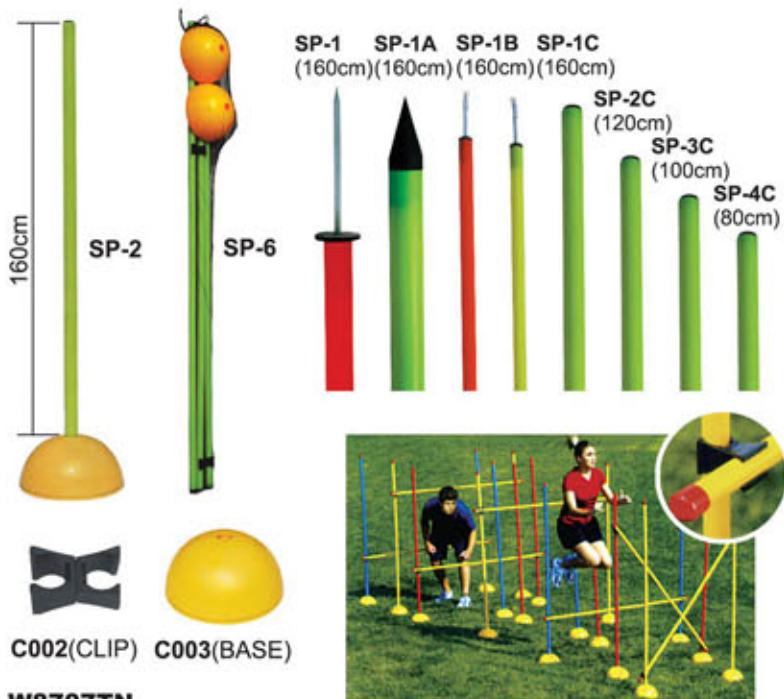 160cm
SP-2
SP-6
SP-1
(160cm)
SP-1A
(160cm)
SP-1B
(160cm)
SP-1C
(160cm)
SP-2C
(120cm)
SP-3C
(100cm)
SP-4C
(80cm)
C002(CLIP)
C003(BASE)